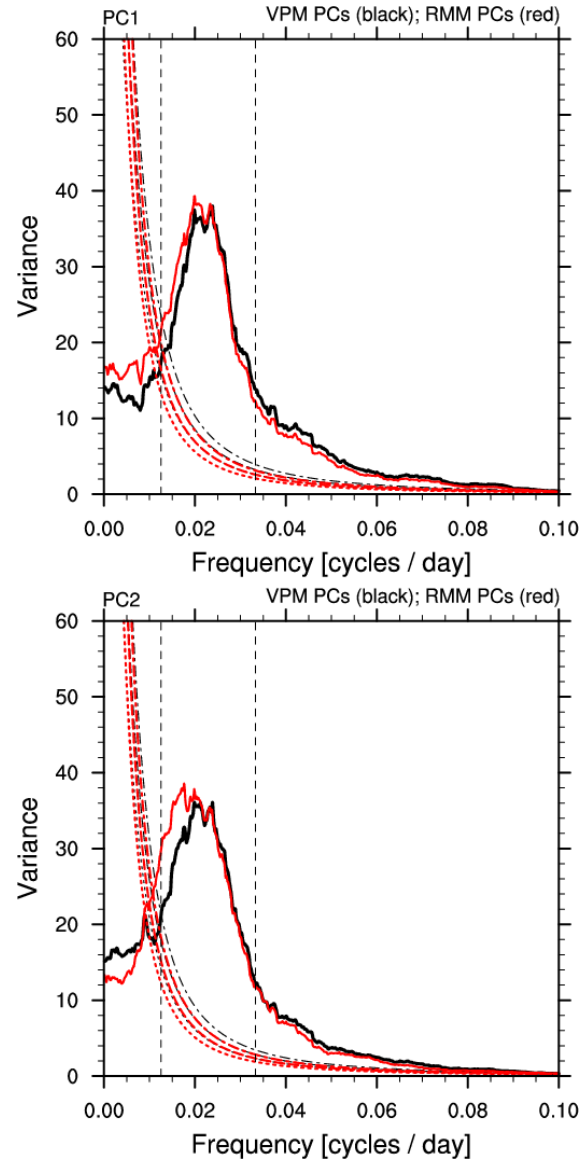 PC1 VPM PCs (black); RMM PCs (red)
60
50
40
30
20
10
0
Variance
0.00 0.02 0.04 0.06 0.08 0.10
Frequency [cycles / day]
PC2 VPM PCs (black); RMM PCs (red)
60
50
40
30
20
10
0
Variance
0.00 0.02 0.04 0.06 0.08 0.10
Frequency [cycles / day]